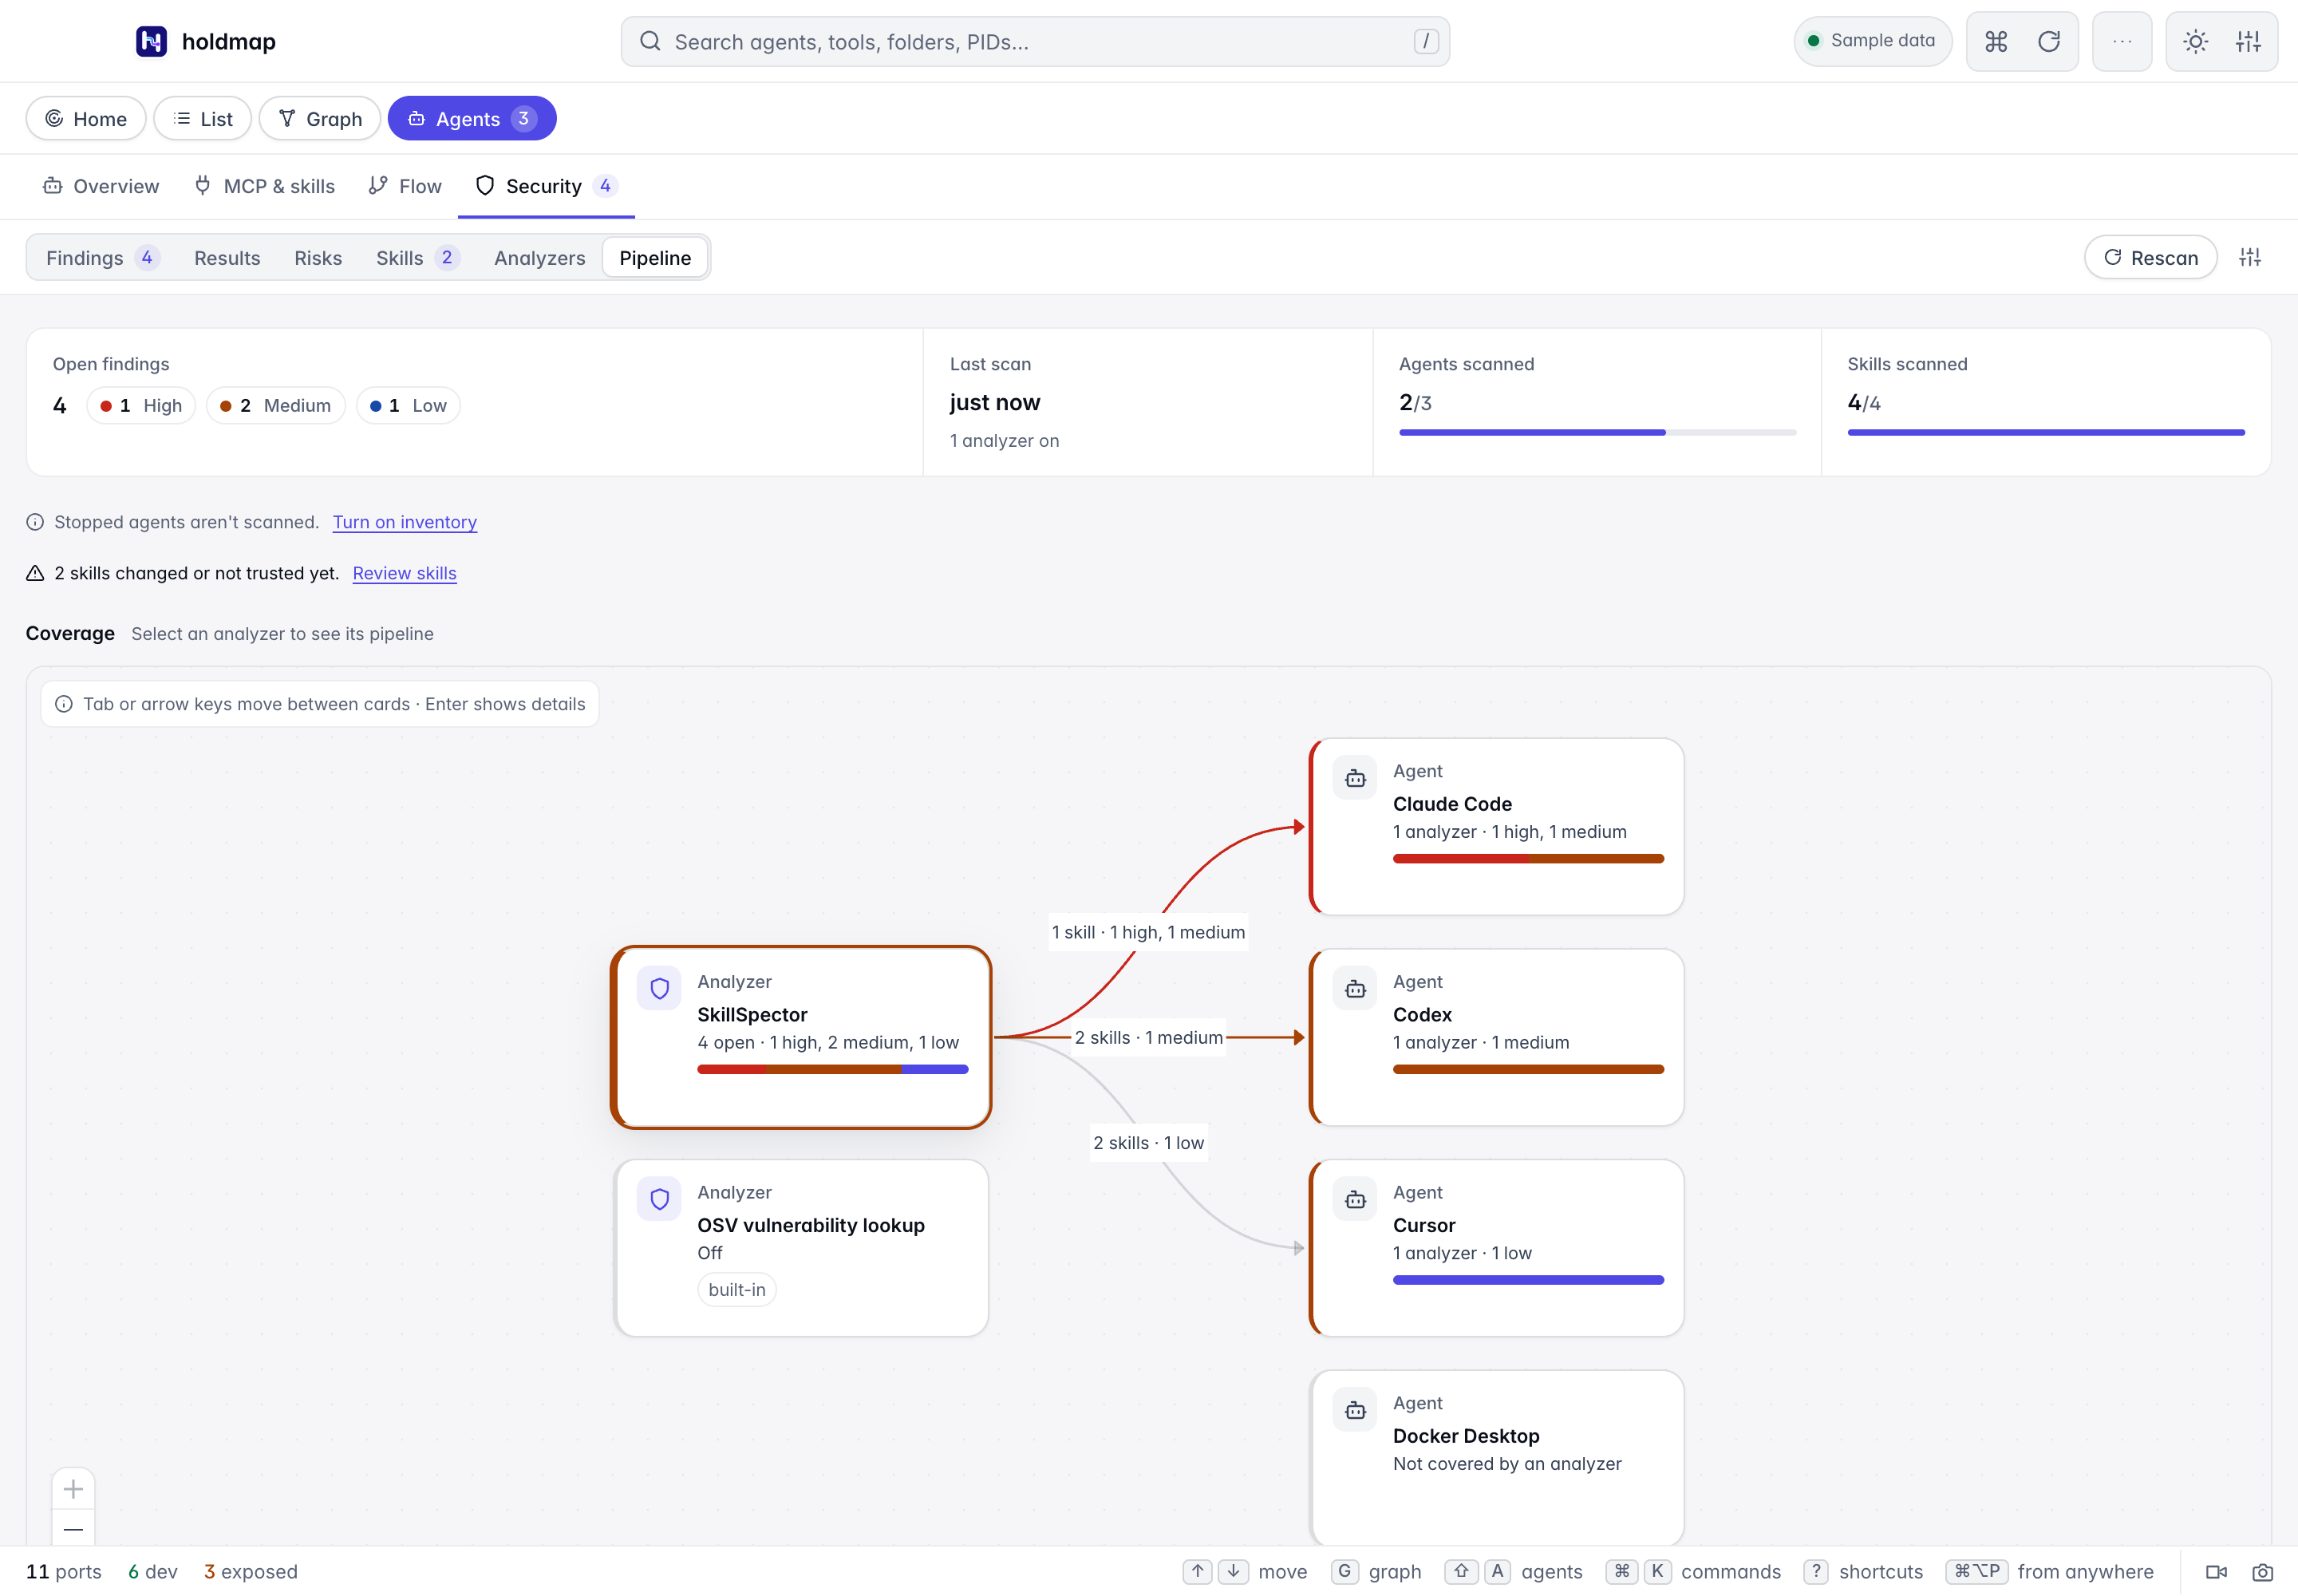 holdmap
Search agents, tools, folders, PIDs...
/
Sample data
Home
List
Graph
Agents 3
Overview
MCP & skills
Flow
Security 4
Findings 4
Results
Risks
Skills 2
Analyzers
Pipeline
Rescan
Open findings
4
1 High
2 Medium
1 Low
Last scan
just now
1 analyzer on
Agents scanned
2/3
Skills scanned
4/4
Stopped agents aren't scanned. Turn on inventory
2 skills changed or not trusted yet. Review skills
Coverage Select an analyzer to see its pipeline
Tab or arrow keys move between cards · Enter shows details
Agent
Claude Code
1 analyzer · 1 high, 1 medium
1 skill · 1 high, 1 medium
Analyzer
SkillSpector
4 open · 1 high, 2 medium, 1 low
2 skills · 1 medium
Agent
Codex
1 analyzer · 1 medium
2 skills · 1 low
Analyzer
OSV vulnerability lookup
Off
built-in
Agent
Cursor
1 analyzer · 1 low
Agent
Docker Desktop
Not covered by an analyzer
11 ports
6 dev
3 exposed
↑ ↓ move
G graph
⇧ A agents
⌘ K commands
? shortcuts
⌘⌥P from anywhere